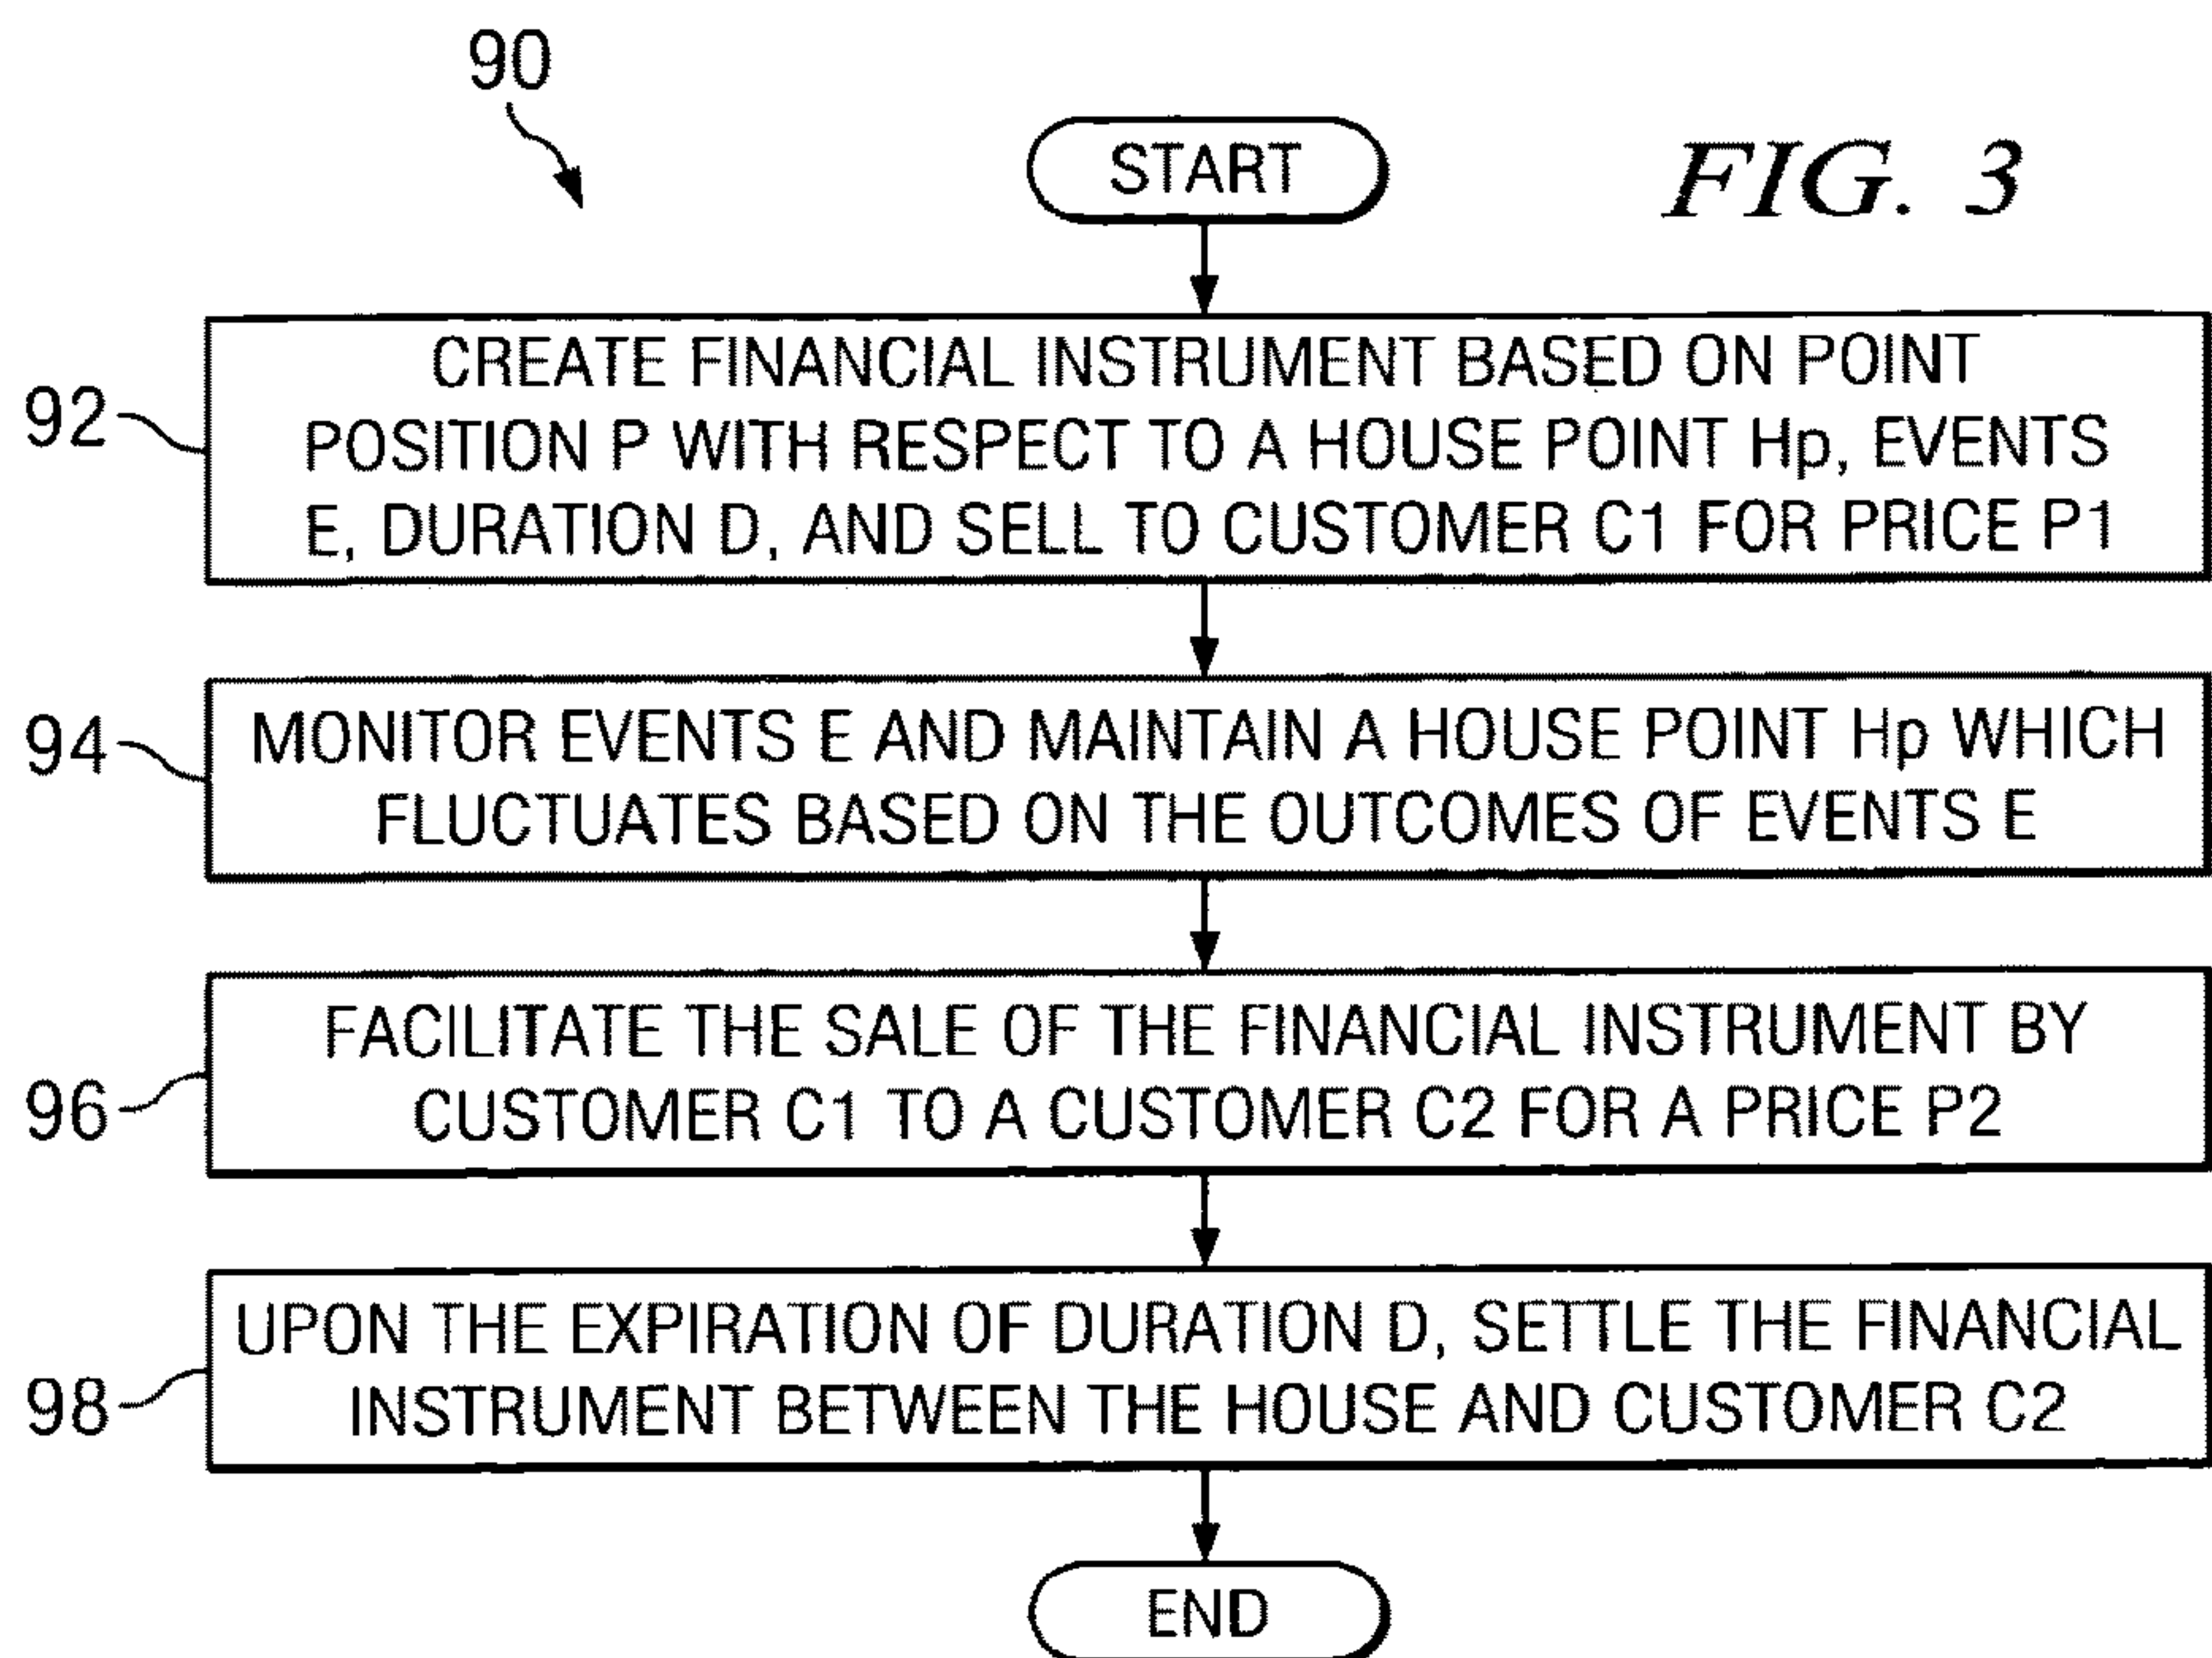 90
START
FIG. 3
92
CREATE FINANCIAL INSTRUMENT BASED ON POINT
POSITION P WITH RESPECT TO A HOUSE POINT Hp, EVENTS
E, DURATION D, AND SELL TO CUSTOMER C1 FOR PRICE P1
94
MONITOR EVENTS E AND MAINTAIN A HOUSE POINT Hp WHICH
FLUCTUATES BASED ON THE OUTCOMES OF EVENTS E
96
FACILITATE THE SALE OF THE FINANCIAL INSTRUMENT BY
CUSTOMER C1 TO A CUSTOMER C2 FOR A PRICE P2
98
UPON THE EXPIRATION OF DURATION D, SETTLE THE FINANCIAL
INSTRUMENT BETWEEN THE HOUSE AND CUSTOMER C2
END